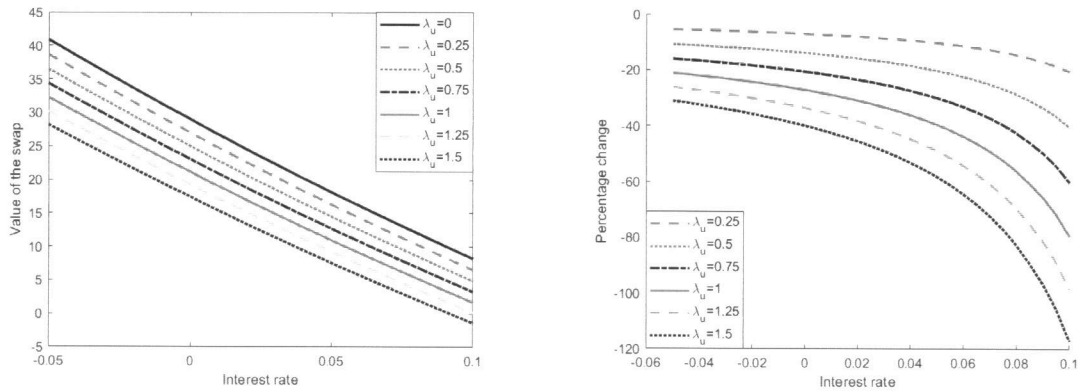 45
40
35
30
25
20
15
10
5
0
-5
Value of the swap
-0.05
0
0.05
0.1
Interest rate
λu=0
λu=0.25
λu=0.5
λu=0.75
λu=1
λu=1.25
λu=1.5
0
-20
-40
-60
-80
-100
-120
Percentage change
-0.06
-0.04
-0.02
0
0.02
0.04
0.06
0.08
0.1
Interest rate
λu=0.25
λu=0.5
λu=0.75
λu=1
λu=1.25
λu=1.5